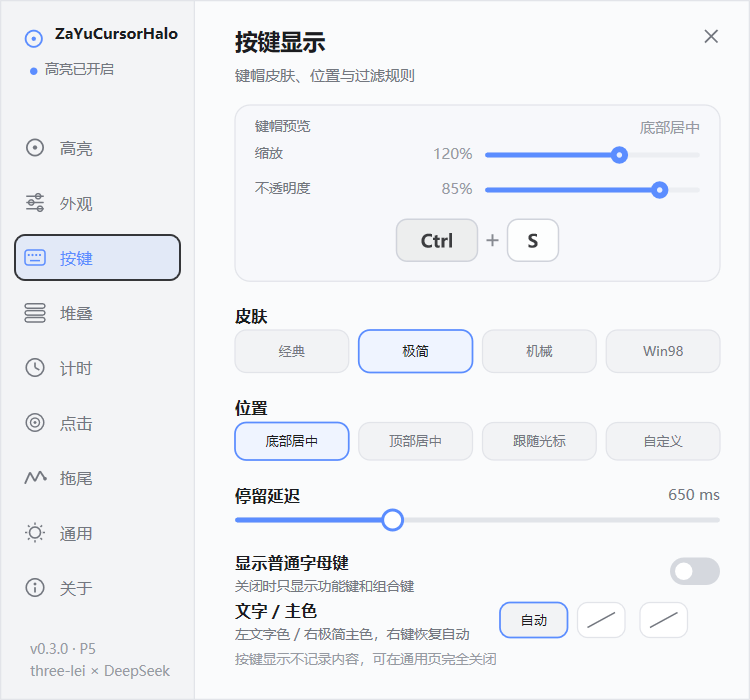 ZaYuCursorHalo
高亮已开启
高亮
外观
按键
堆叠
计时
点击
拖尾
通用
关于
v0.3.0 · P5
three-lei × DeepSeek
按键显示
键帽皮肤、位置与过滤规则
键帽预览 底部居中
缩放 120%
不透明度 85%
Ctrl + S
皮肤
经典 极简 机械 Win98
位置
底部居中 顶部居中 跟随光标 自定义
停留延迟 650 ms
显示普通字母键
关闭时只显示功能键和组合键
文字 / 主色
左文字色 / 右极简主色，右键恢复自动
自动
按键显示不记录内容，可在通用页完全关闭